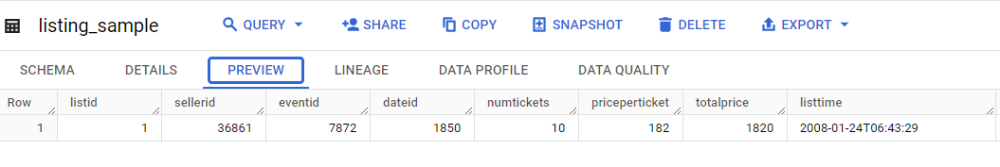 listing_sample QUERY SHARE COPY SNAPSHOT DELETE EXPORT
SCHEMA DETAILS PREVIEW LINEAGE DATA PROFILE DATA QUALITY
Row listid sellerid eventid dateid numtickets priceperticket totalprice listtime
1 1 36861 7872 1850 10 182 1820 2008-01-24T06:43:29